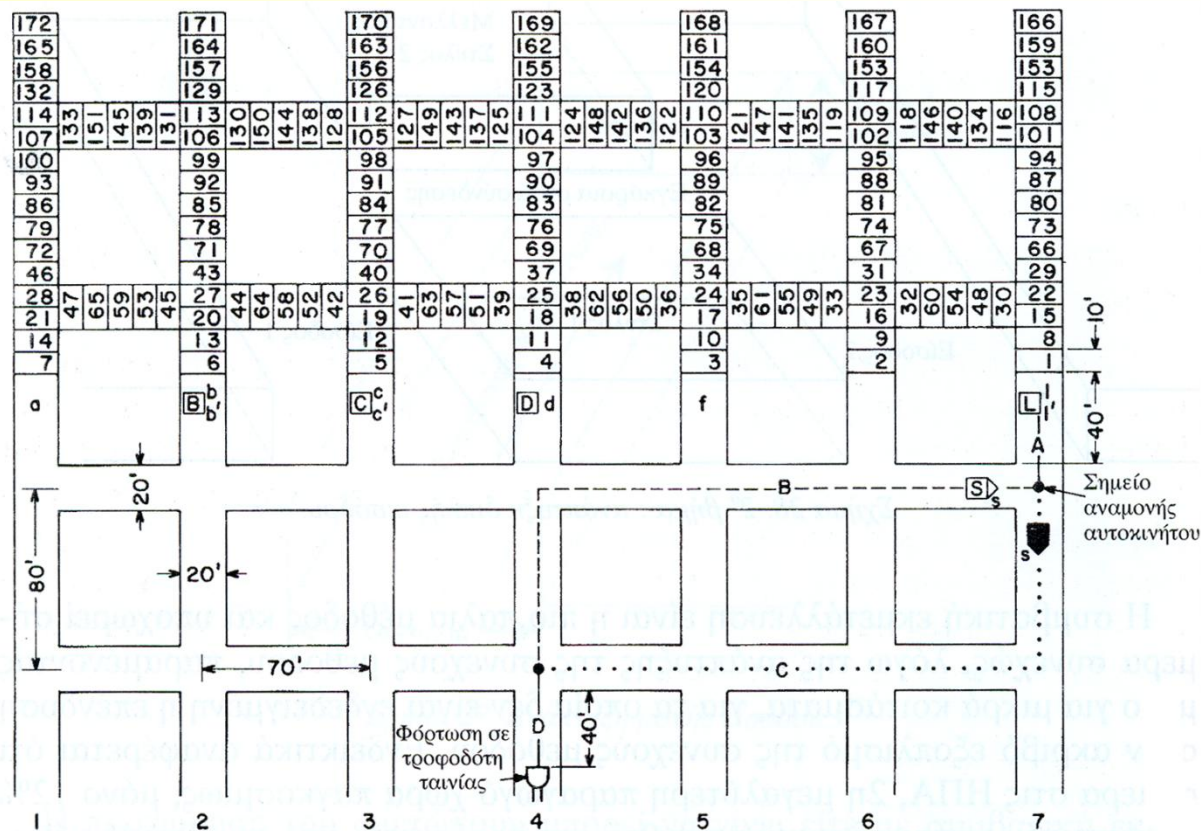 172 171 170 169 168 167 166
165 164 163 162 161 160 159
158 157 156 155 154 153 153
132 129 126 123 120 117 115
114 113 112 111 110 109 108
133 151 145 139 131 130 150 144 138 128 127 149 143 137 125 124 148 142 136 122 121 147 141 135 119 118 146 140 134 116
107 106 105 104 103 102 101
100 99 98 97 96 95 94
93 92 91 90 89 88 87
86 85 84 83 82 81 80
79 78 77 76 75 74 73
72 71 70 69 68 67 66
46 43 40 37 34 31 29
28 27 26 25 24 23 22
47 65 59 53 45 44 64 58 52 42 41 63 57 51 39 38 62 56 50 36 35 61 55 49 33 32 60 54 48 30
21 20 19 18 17 16 15
14 13 12 11 10 9 8
7 6 5 4 3 2 1
10'
a B b b' C c c' D d f L l l'
40'
A
20'
B S s
Σημείο
αναμονής
αυτοκινήτου
s
80'
20'
70'
C
Φόρτωση σε
τροφοδότη
ταινίας
D
40'
1 2 3 4 5 6 7